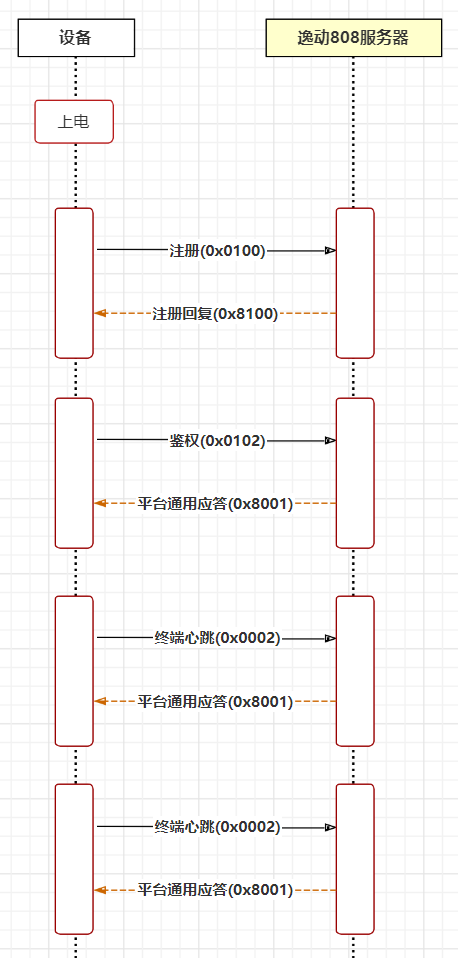 设备
逸动808服务器
上电
注册(0x0100)
注册回复(0x8100)
鉴权(0x0102)
平台通用应答(0x8001)
终端心跳(0x0002)
平台通用应答(0x8001)
终端心跳(0x0002)
平台通用应答(0x8001)